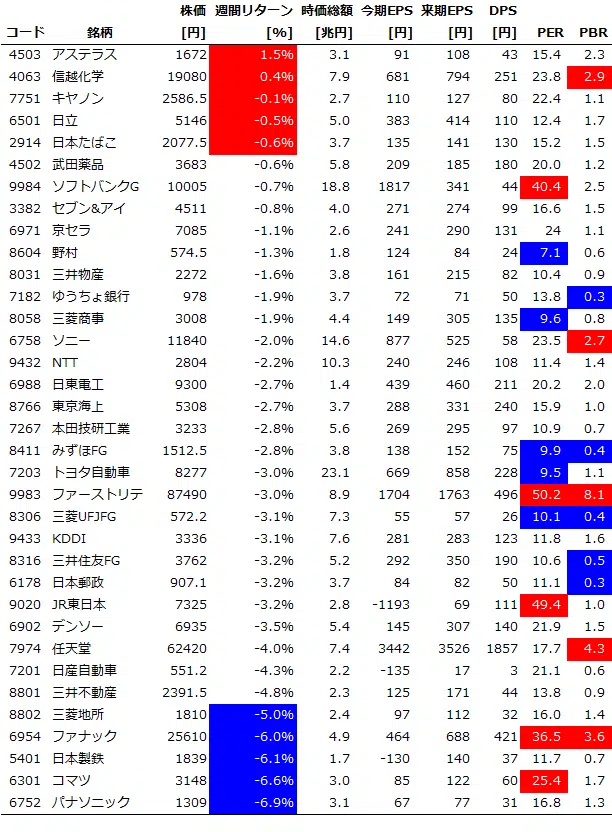 株価 週間リターン 時価総額 今期EPS 来期EPS DPS
コード 銘柄 [円] [%] [兆円] [円] [円] [円] PER PBR
4503 アステラス 1672 1.5% 3.1 91 108 43 15.4 2.3
4063 信越化学 19080 0.4% 7.9 681 794 251 23.8 2.9
7751 キヤノン 2586.5 -0.1% 2.7 110 127 80 22.4 1.1
6501 日立 5146 -0.5% 5.0 383 414 110 12.4 1.7
2914 日本たばこ 2077.5 -0.6% 3.7 135 141 130 15.2 1.5
4502 武田薬品 3683 -0.6% 5.8 209 185 180 20.0 1.2
9984 ソフトバンクG 10005 -0.7% 18.8 1817 341 44 40.4 2.5
3382 セブン&アイ 4511 -0.8% 4.0 271 274 99 16.6 1.5
6971 京セラ 7085 -1.1% 2.6 241 290 131 24 1.1
8604 野村 574.5 -1.3% 1.8 124 84 24 7.1 0.6
8031 三井物産 2272 -1.6% 3.8 161 215 82 10.4 0.9
7182 ゆうちょ銀行 978 -1.9% 3.7 72 71 50 13.8 0.3
8058 三菱商事 3008 -1.9% 4.4 149 305 135 9.6 0.8
6758 ソニー 11840 -2.0% 14.6 877 525 58 23.5 2.7
9432 NTT 2804 -2.2% 10.3 240 246 108 11.4 1.4
6988 日東電工 9300 -2.7% 1.4 439 460 211 20.2 2.0
8766 東京海上 5308 -2.7% 3.7 288 331 240 15.9 1.0
7267 本田技研工業 3233 -2.8% 5.6 269 295 97 10.9 0.7
8411 みずほFG 1512.5 -2.8% 3.8 138 152 75 9.9 0.4
7203 トヨタ自動車 8277 -3.0% 23.1 669 858 228 9.5 1.1
9983 ファーストリテ 87490 -3.0% 8.9 1704 1763 496 50.2 8.1
8306 三菱UFJFG 572.2 -3.1% 7.3 55 57 26 10.1 0.4
9433 KDDI 3336 -3.1% 7.6 281 283 123 11.8 1.6
8316 三井住友FG 3762 -3.2% 5.2 292 350 190 10.6 0.5
6178 日本郵政 907.1 -3.2% 3.7 84 82 50 11.1 0.3
9020 JR東日本 7325 -3.2% 2.8 -1193 69 111 49.4 1.0
6902 デンソー 6935 -3.5% 5.4 145 307 140 21.9 1.5
7974 任天堂 62420 -4.0% 7.4 3442 3526 1857 17.7 4.3
7201 日産自動車 551.2 -4.3% 2.2 -135 17 3 21.1 0.6
8801 三井不動産 2391.5 -4.8% 2.3 125 171 44 13.8 0.9
8802 三菱地所 1810 -5.0% 2.4 97 112 32 16.0 1.4
6954 ファナック 25610 -6.0% 4.9 464 688 421 36.5 3.6
5401 日本製鉄 1839 -6.1% 1.7 -130 140 37 11.7 0.7
6301 コマツ 3148 -6.6% 3.0 85 122 60 25.4 1.7
6752 パナソニック 1309 -6.9% 3.1 67 77 31 16.8 1.3